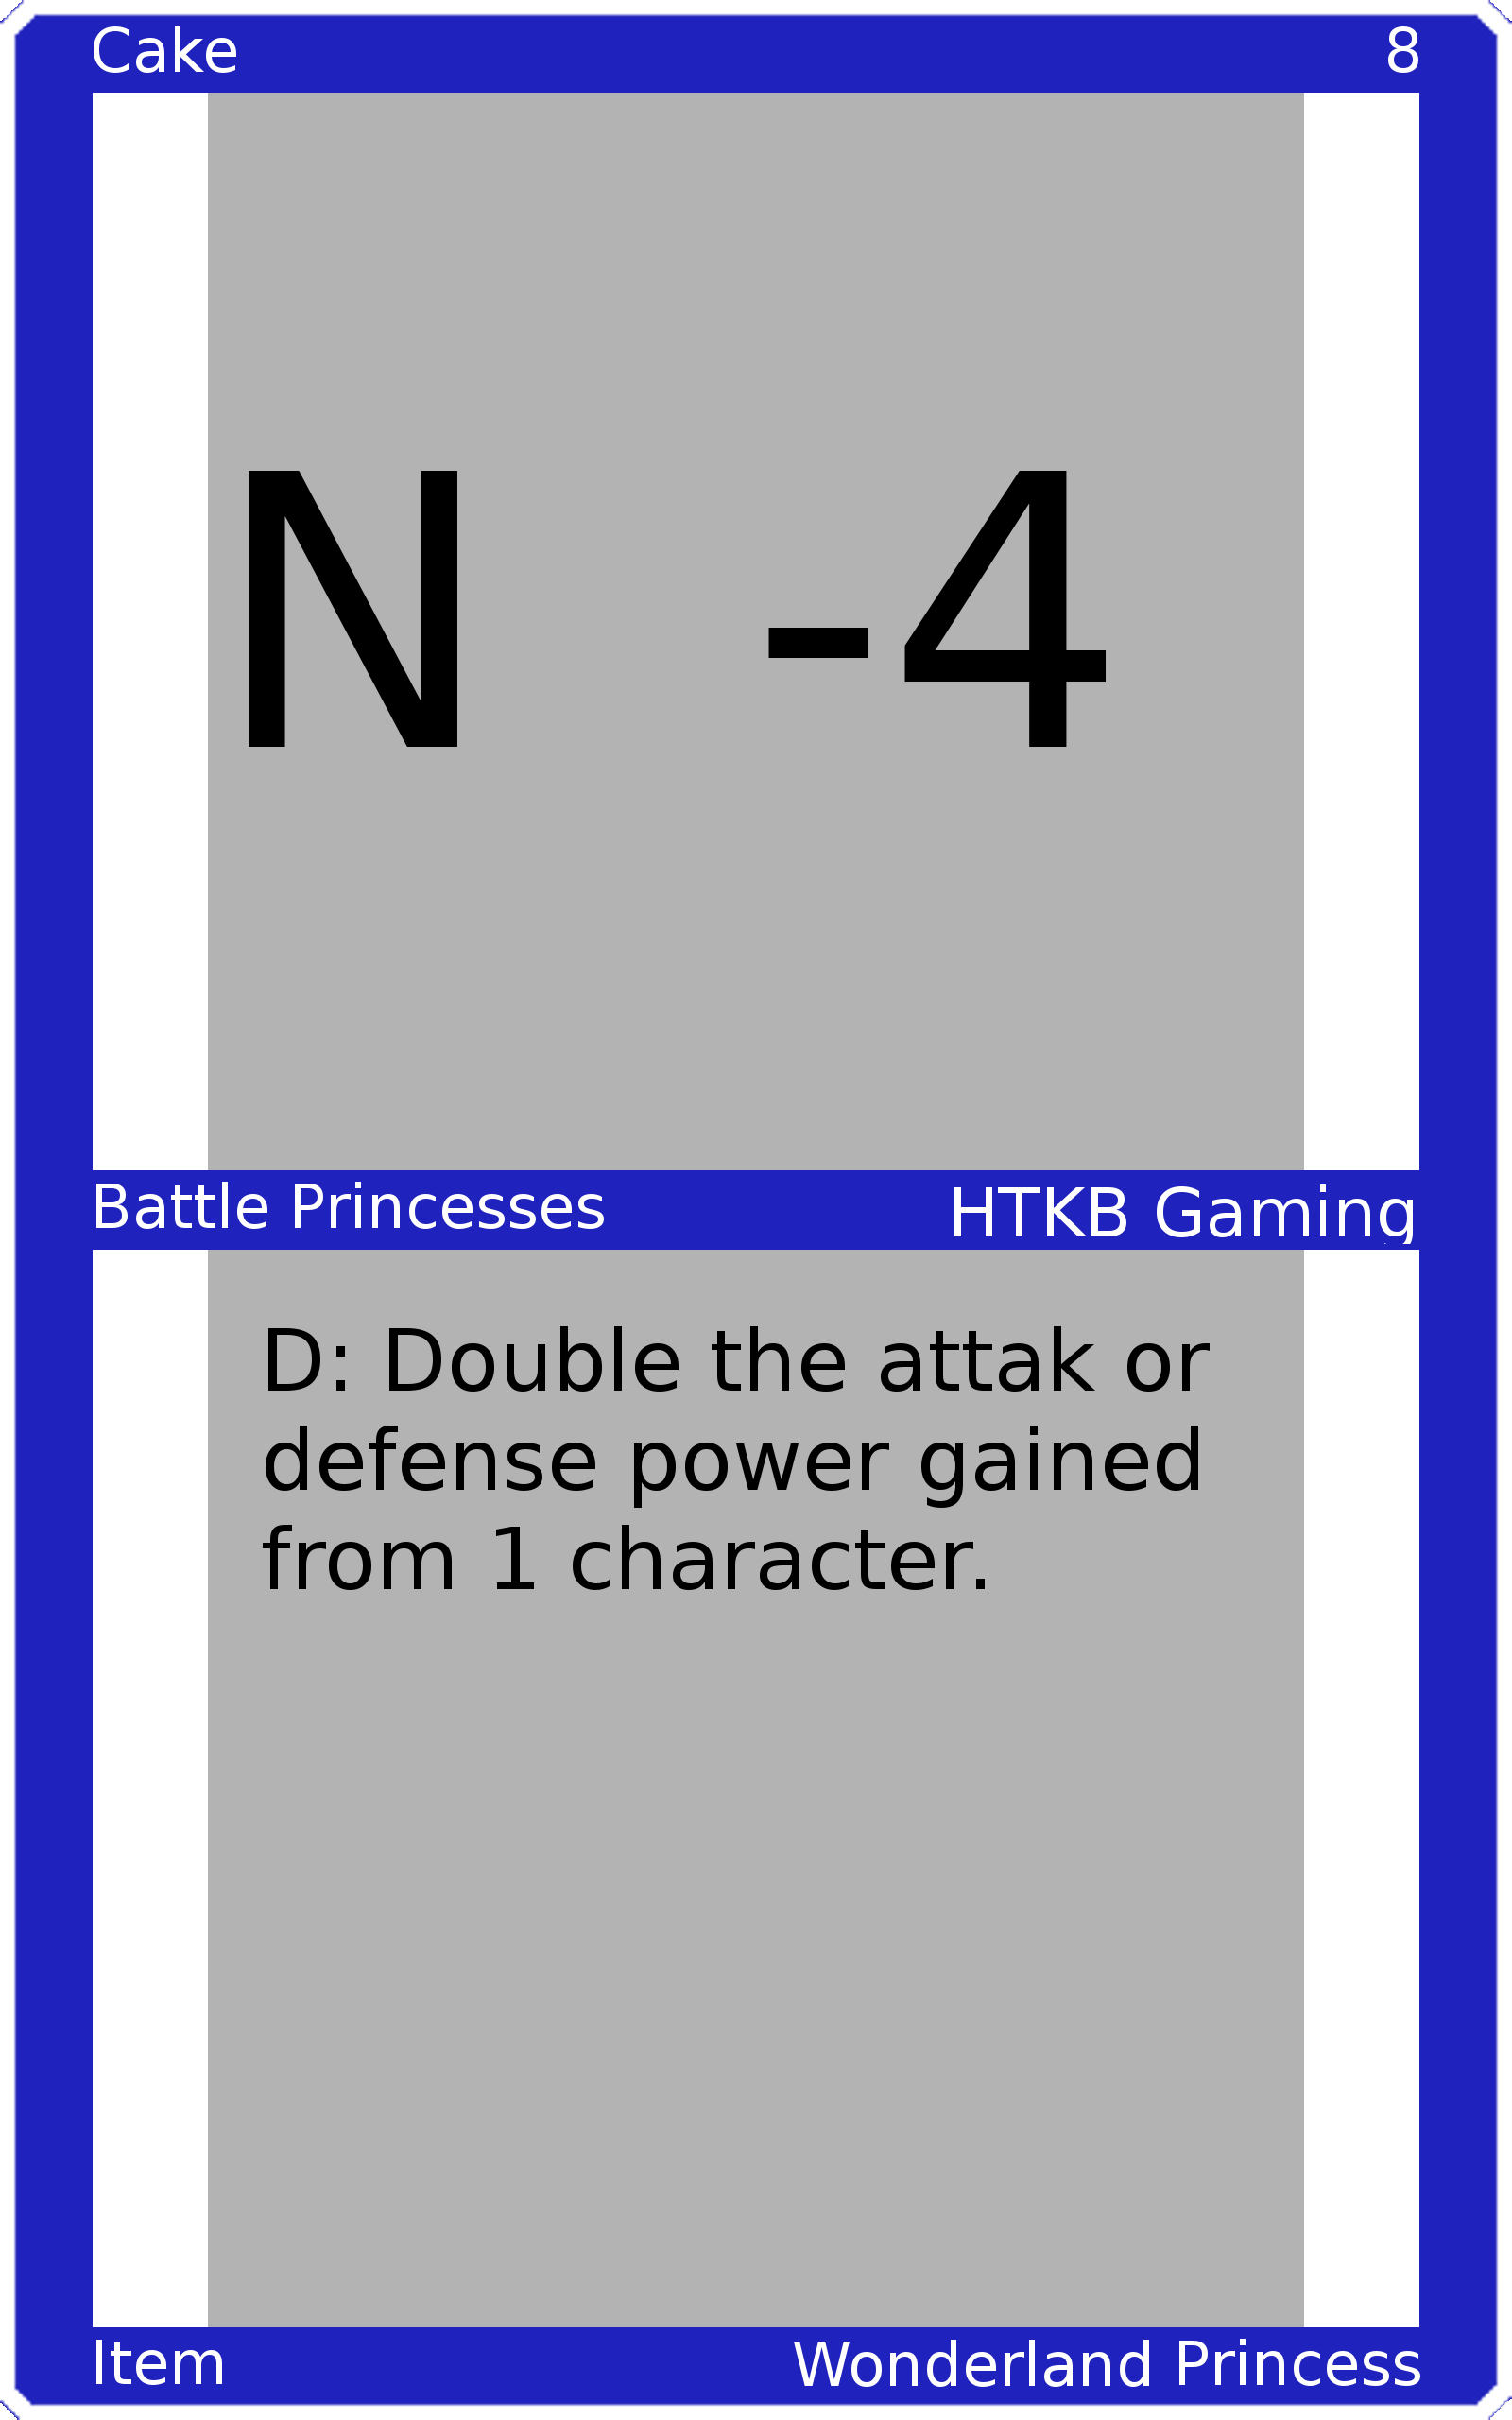 Cake 8
N -4
Battle Princesses HTKB Gaming
D: Double the attak or
defense power gained
from 1 character.
Item Wonderland Princess